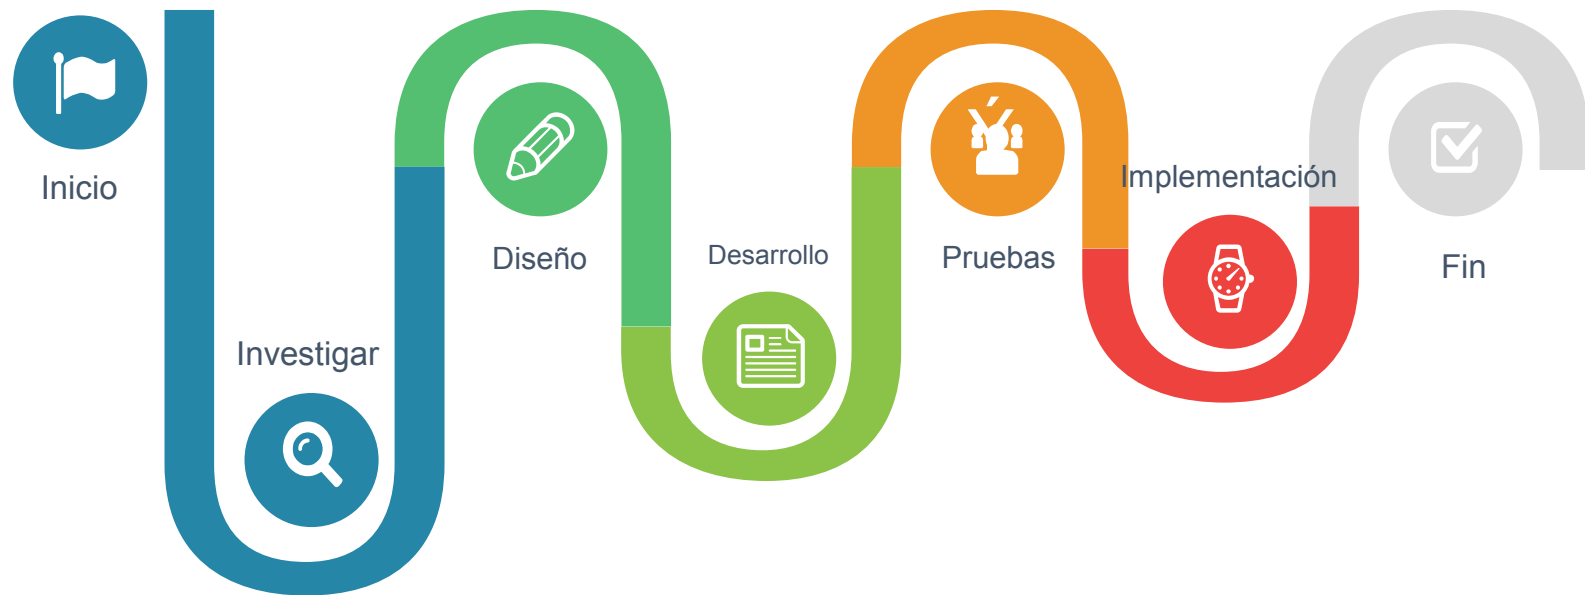 Inicio
Investigar
Diseño
Desarrollo
Pruebas
Implementación
Fin